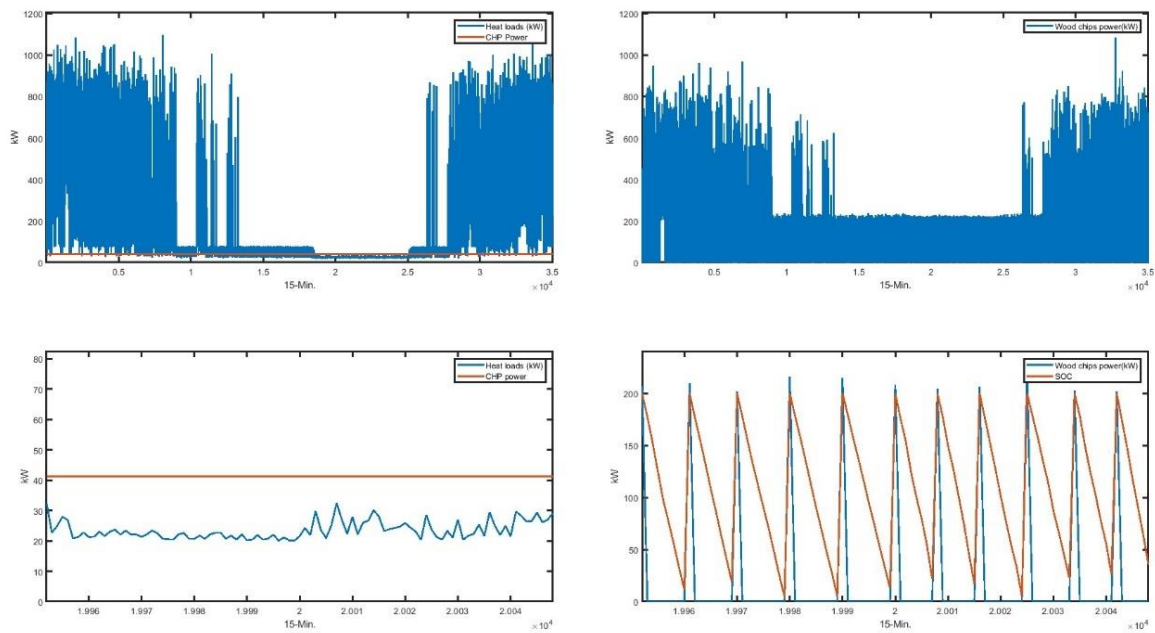 1200
1000
800
600
400
200
0
kW
Heat loads (kW)
CHP Power
0.5 1 1.5 2 2.5 3 3.5
15-Min.
×10⁴
1200
1000
800
600
400
200
0
kW
Wood chips power(kW)
0.5 1 1.5 2 2.5 3 3.5
15-Min.
×10⁴
80
70
60
50
40
30
20
10
0
kW
Heat loads (kW)
CHP power
1.996 1.997 1.998 1.999 2 2.001 2.002 2.003 2.004
15-Min.
×10⁴
200
150
100
50
0
kW
Wood chips power(kW)
SOC
1.996 1.997 1.998 1.999 2 2.001 2.002 2.003 2.004
15-Min.
×10⁴